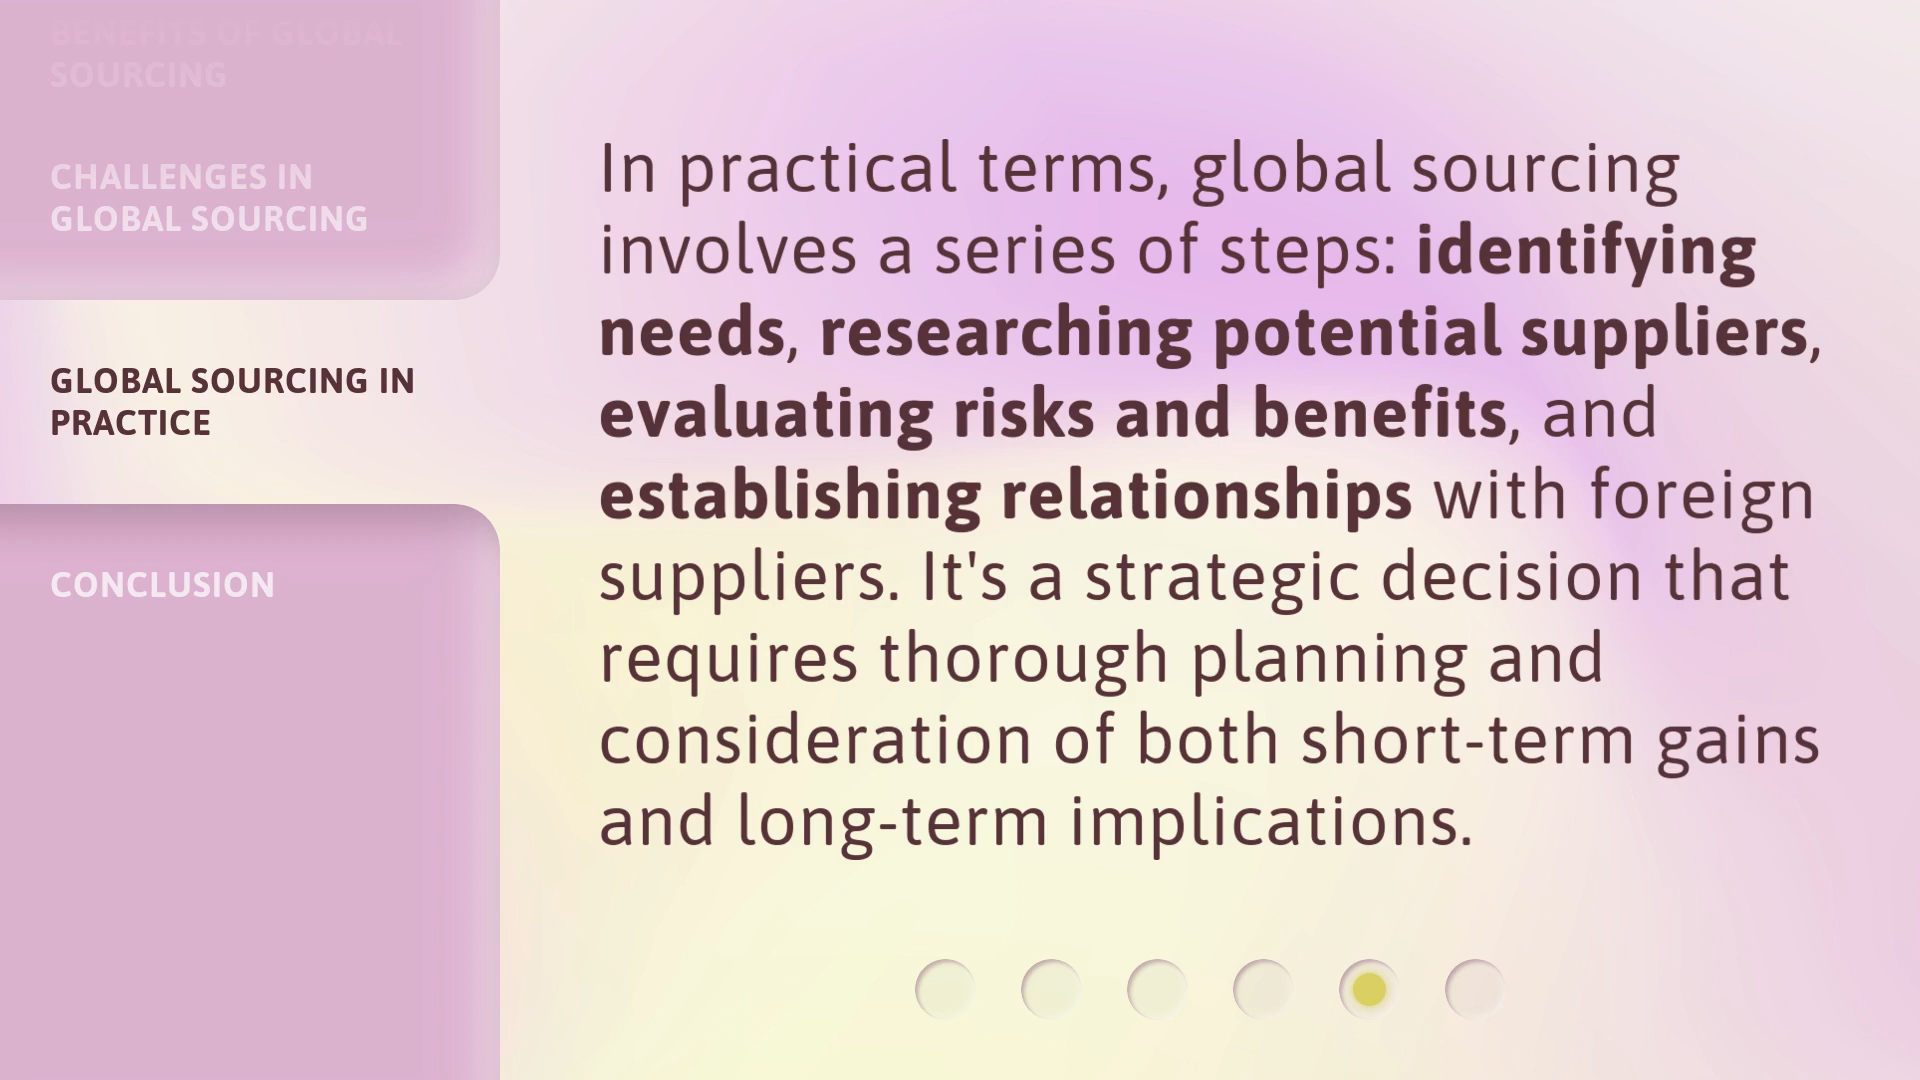 BENEFITS OF GLOBAL
SOURCING
CHALLENGES IN
GLOBAL SOURCING
GLOBAL SOURCING IN
PRACTICE
CONCLUSION
In practical terms, global sourcing
involves a series of steps: identifying
needs, researching potential suppliers,
evaluating risks and benefits, and
establishing relationships with foreign
suppliers. It's a strategic decision that
requires thorough planning and
consideration of both short-term gains
and long-term implications.